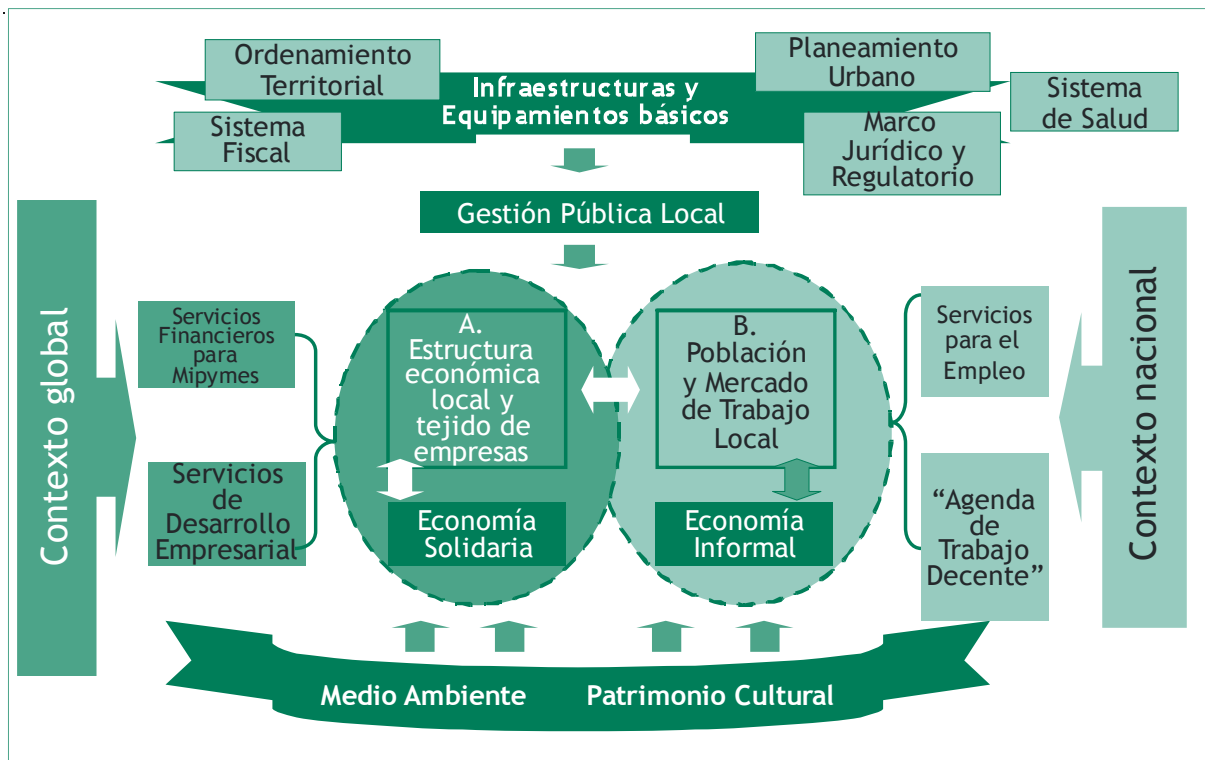 Ordenamiento
Territorial
Infraestructuras y
Equipamientos básicos
Planeamiento
Urbano
Sistema
de Salud
Sistema
Fiscal
Marco
Jurídico y
Regulatorio
Gestión Pública Local
Contexto global
Servicios
Financieros
para
Mipymes
Servicios
de
Desarrollo
Empresarial
A.
Estructura
económica
local y
tejido de
empresas
Economía
Solidaria
B.
Población
y Mercado
de Trabajo
Local
Economía
Informal
Servicios
para el
Empleo
“Agenda
de
Trabajo
Decente”
Contexto nacional
Medio Ambiente
Patrimonio Cultural